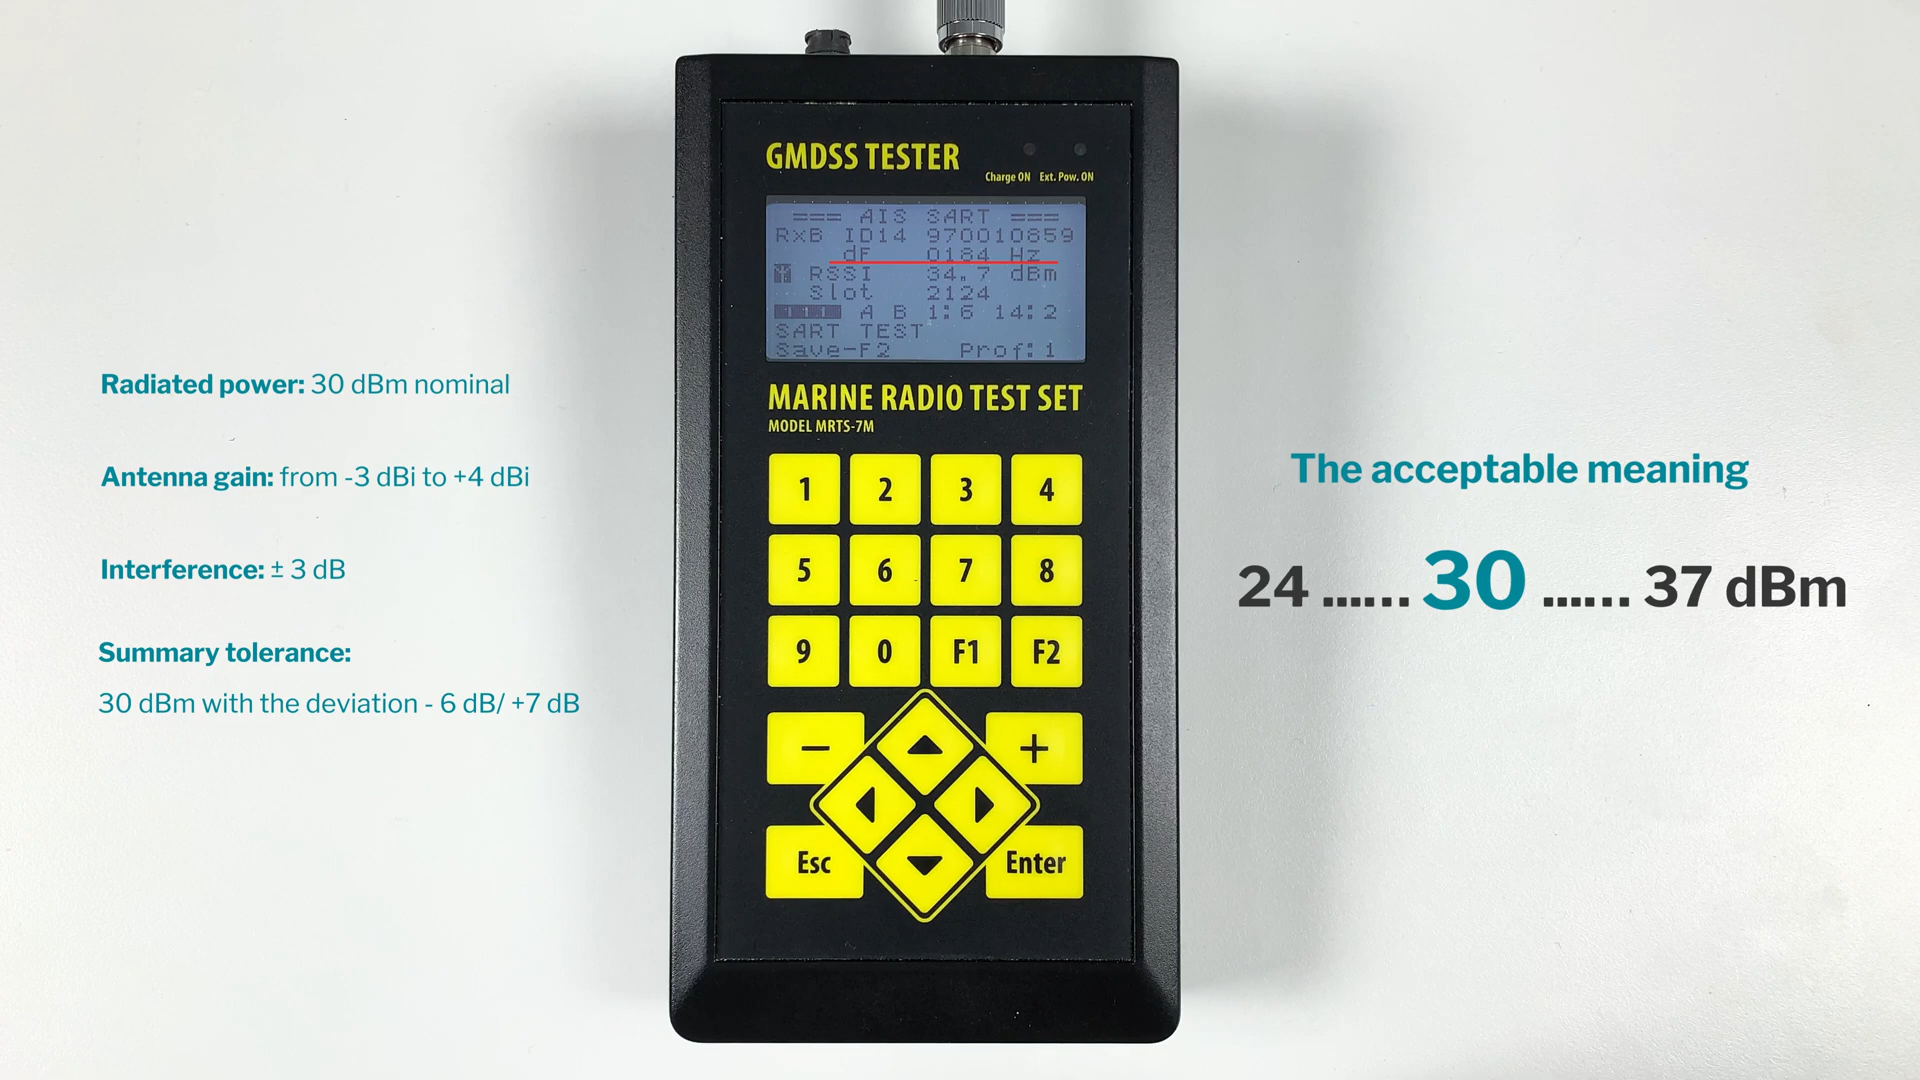 GMDSS TESTER
Charge ON Ext. Pow. ON
=== AIS SART ===
RxB ID14 970010859
dF 0184 Hz
RSSI 34.7 dBm
Slot 2124
1 1 1 A B 1:6 14:2
SART TEST
Save-F2 Prof:1
MARINE RADIO TEST SET
MODEL MRTS-7M
1 2 3 4
5 6 7 8
9 0 F1 F2
− +
Esc Enter
Radiated power: 30 dBm nominal
Antenna gain: from -3 dBi to +4 dBi
Interference: ± 3 dB
Summary tolerance:
30 dBm with the deviation - 6 dB/ +7 dB
The acceptable meaning
24 ...... 30 ...... 37 dBm